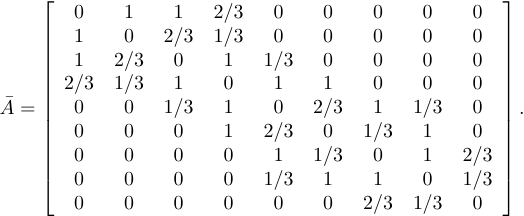 0 1 1 2/3 0 0 0 0 0
1 0 2/3 1/3 0 0 0 0 0
1 2/3 0 1 1/3 0 0 0 0
2/3 1/3 1 0 1 1 0 0 0
Ā = 0 0 1/3 1 0 2/3 1 1/3 0 .
0 0 0 1 2/3 0 1/3 1 0
0 0 0 0 1 1/3 0 1 2/3
0 0 0 0 1/3 1 1 0 1/3
0 0 0 0 0 0 2/3 1/3 0